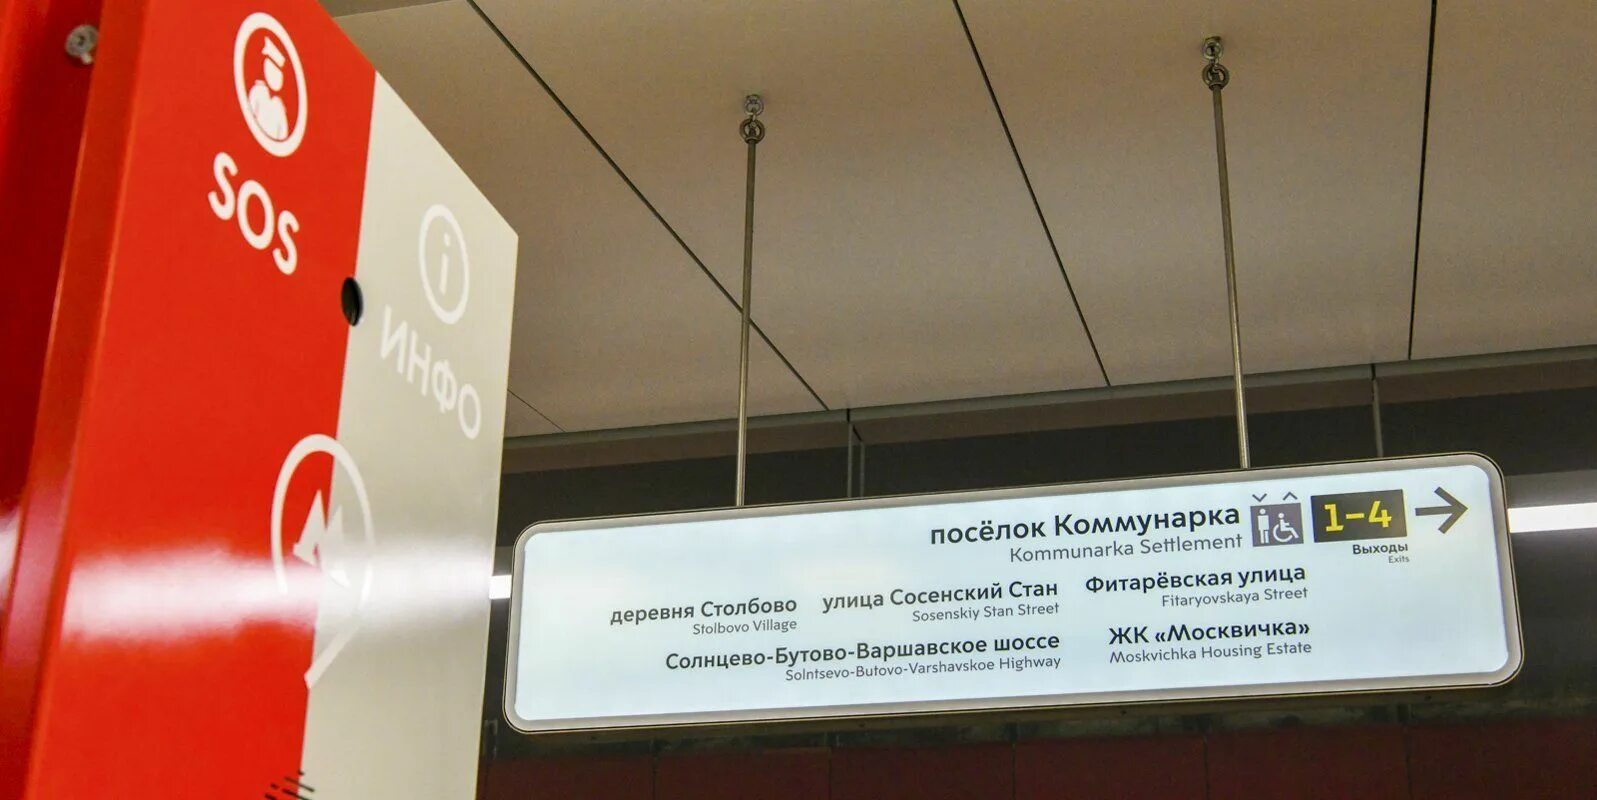 SOS
ИНФО
посёлок Коммунарка
Kommunarka Settlement
1-4
Выходы
Exits
деревня Столбово
Stolbovo Village
улица Сосенский Стан
Sosenskiy Stan Street
Фитарёвская улица
Fitaryovskaya Street
Солнцево-Бутово-Варшавское шоссе
Solntsevo-Butovo-Varshavskoe Highway
ЖК «Москвичка»
Moskvichka Housing Estate